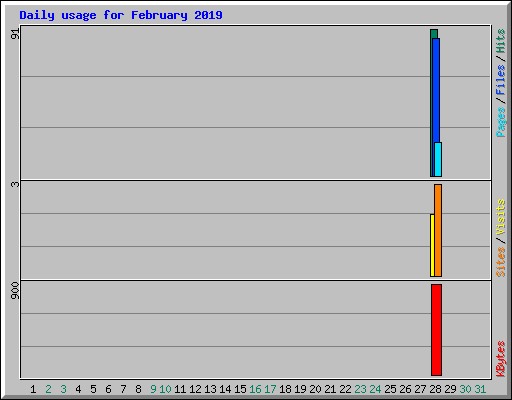 Daily usage for February 2019
91
Pages/Files/Hits
3
Sites/Visits
900
KBytes
1 2 3 4 5 6 7 8 9 10 11 12 13 14 15 16 17 18 19 20 21 22 23 24 25 26 27 28 29 30 31